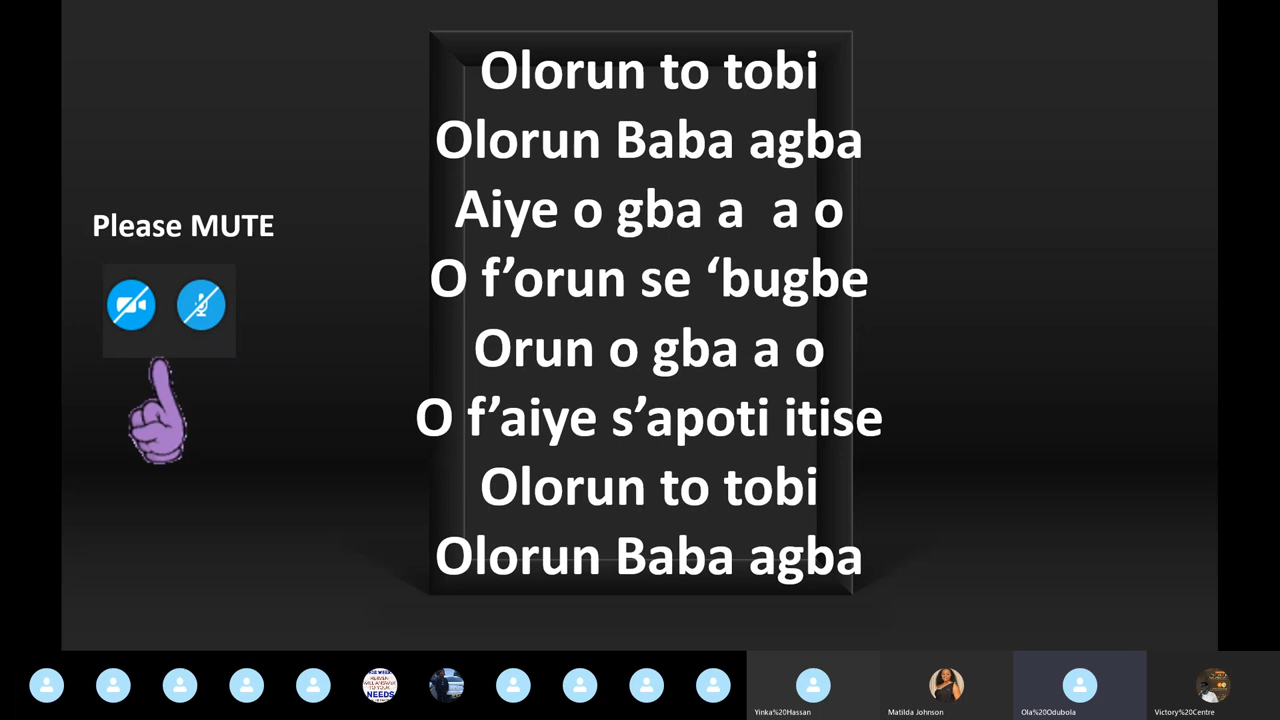 Olorun to tobi
Olorun Baba agba
Aiye o gba a  a o
O f’orun se ‘bugbe
Orun o gba a o
O f’aiye s’apoti itise
Olorun to tobi
Olorun Baba agba
Please MUTE
NEEDS
Yinka%20Hassan
Matilda Johnson
Ola%20Odubola
Victory%20Centre